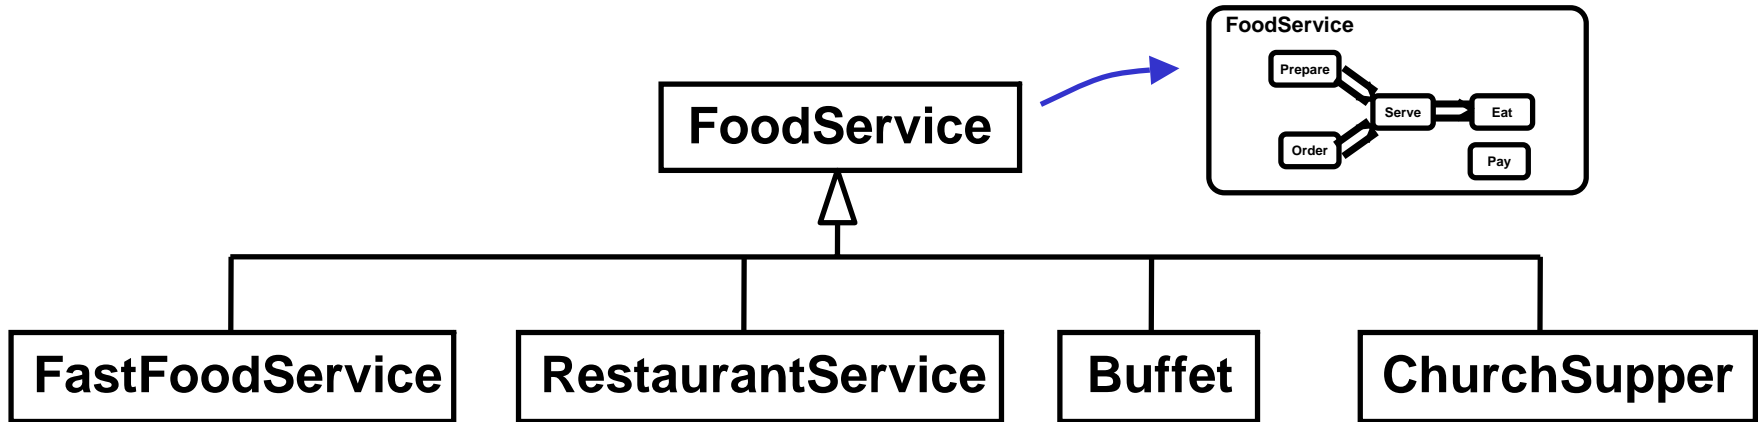 FoodService
Prepare
Serve
Eat
Order
Pay
FoodService
FastFoodService
RestaurantService
Buffet
ChurchSupper